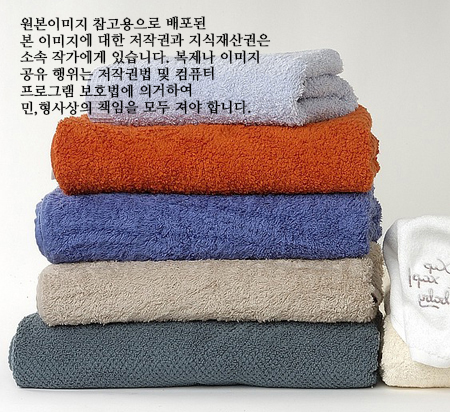 원본이미지 참고용으로 배포된
본 이미지에 대한 저작권과 지식재산권은
소속 작가에게 있습니다. 복제나 이미지
공유 행위는 저작권법 및 컴퓨터
프로그램 보호법에 의거하여
민,형사상의 책임을 모두 져야 합니다.